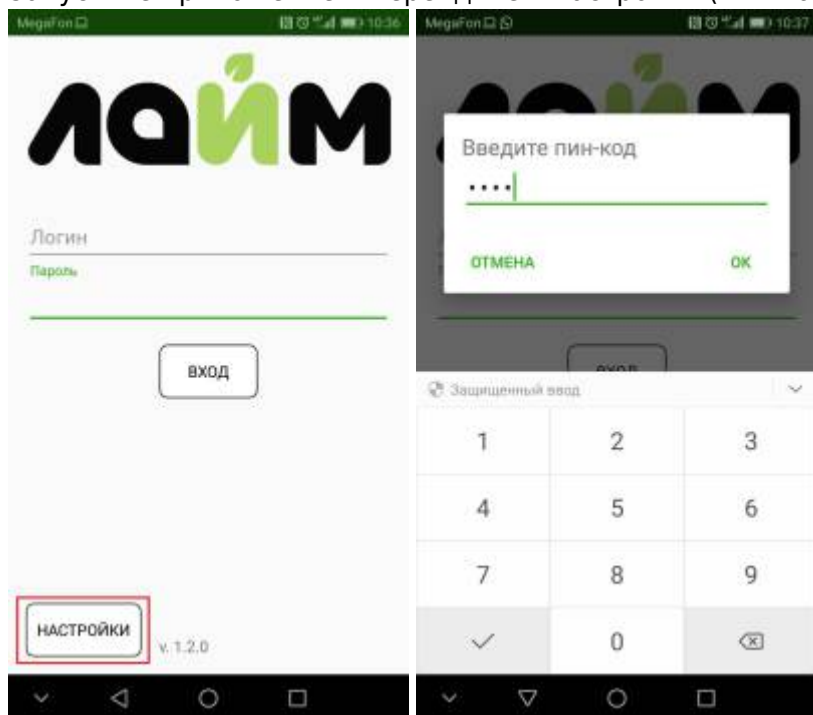 MegaFon
10:36
лайм
Логин
Пароль
ВХОД
НАСТРОЙКИ
v. 1.2.0
MegaFon
10:37
Введите пин-код
••••
ОТМЕНА
ОК
Защищенный ввод
1 2 3
4 5 6
7 8 9
0